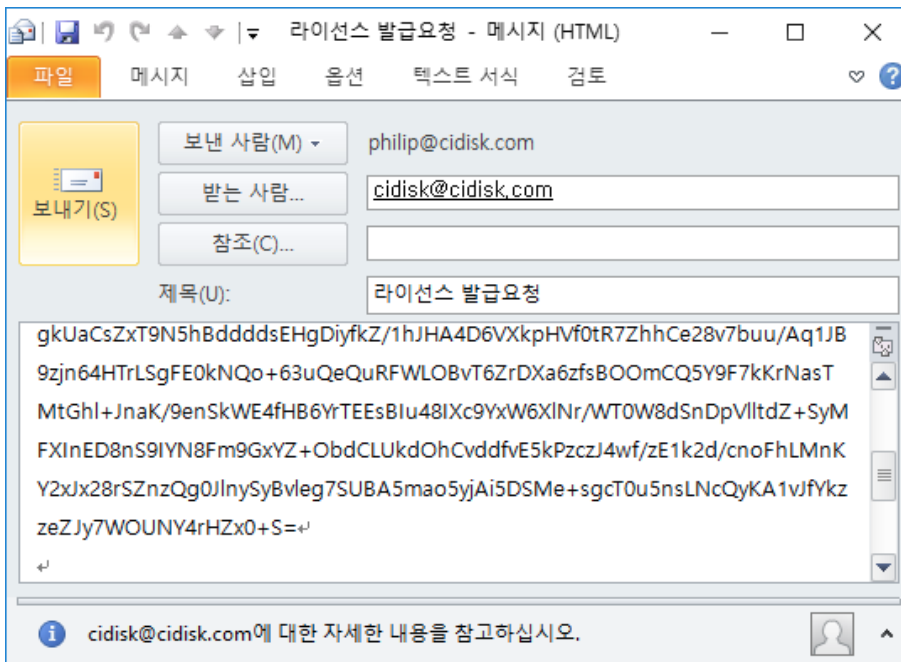 라이선스 발급요청 - 메시지 (HTML)
파일 메시지 삽입 옵션 텍스트 서식 검토
보낸 사람(M) philip@cidisk.com
보내기(S)
받는 사람... cidisk@cidisk.com
참조(C)...
제목(U): 라이선스 발급요청
gkUaCsZxT9N5hBddddsEHgDiyfkZ/1hJHA4D6VXkpHVf0tR7ZhhCe28v7buu/Aq1JB
9zjn64HTrLSgFE0kNQo+63uQeQuRFWLOBvT6ZrDXa6zfsBOOmCQ5Y9F7kKrNasT
MtGhl+JnaK/9enSkWE4fHB6YrTEEsBIu48IXc9YxW6XlNr/WT0W8dSnDpVlltdZ+SyM
FXInED8nS9IYN8Fm9GxYZ+ObdCLUkdOhCvddfvE5kPzczJ4wf/zE1k2d/cnoFhLMnK
Y2xJx28rSZnzQg0JlnySyBvleg7SUBA5mao5yjAi5DSMe+sgcT0u5nsLNcQyKA1vJfYkz
zeZJy7WOUNY4rHZx0+S=
cidisk@cidisk.com에 대한 자세한 내용을 참고하십시오.